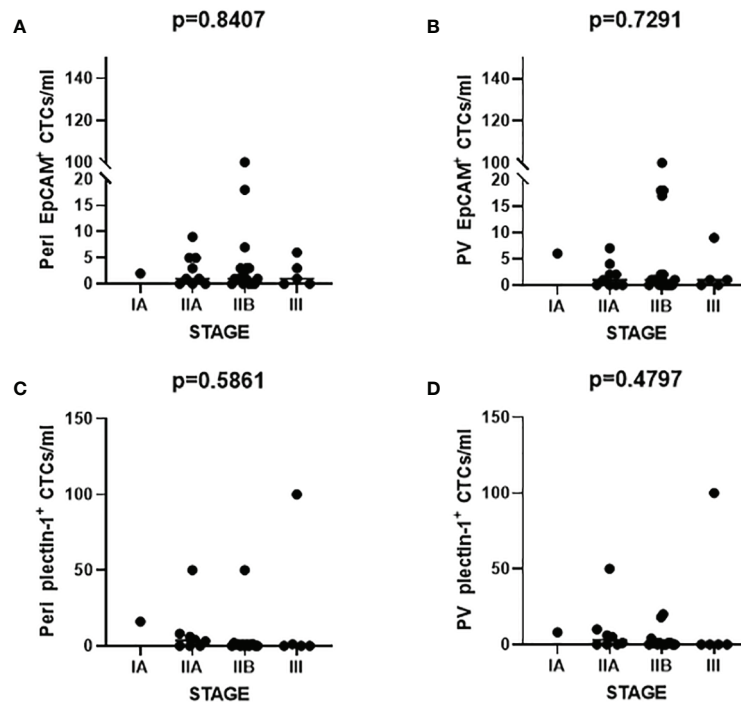 A
p=0.8407
Peri EpCAM+ CTCs/ml
140
120
100
20
15
10
5
0
IA IIA IIB III
STAGE
B
p=0.7291
PV EpCAM+ CTCs/ml
140
120
100
20
15
10
5
0
IA IIA IIB III
STAGE
C
p=0.5861
Peri plectin-1+ CTCs/ml
150
100
50
0
IA IIA IIB III
STAGE
D
p=0.4797
PV plectin-1+ CTCs/ml
150
100
50
0
IA IIA IIB III
STAGE